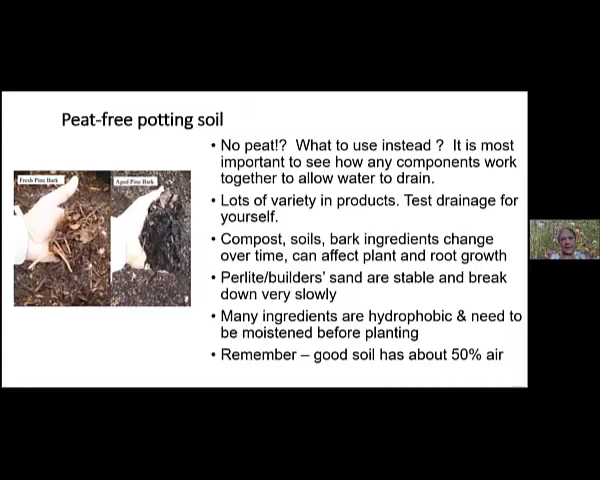 Peat-free potting soil
Fresh Pine Bark
Aged Pine Bark
• No peat!? What to use instead ? It is most
important to see how any components work
together to allow water to drain.
• Lots of variety in products. Test drainage for
yourself.
• Compost, soils, bark ingredients change
over time, can affect plant and root growth
• Perlite/builders’ sand are stable and break
down very slowly
• Many ingredients are hydrophobic & need to
be moistened before planting
• Remember – good soil has about 50% air